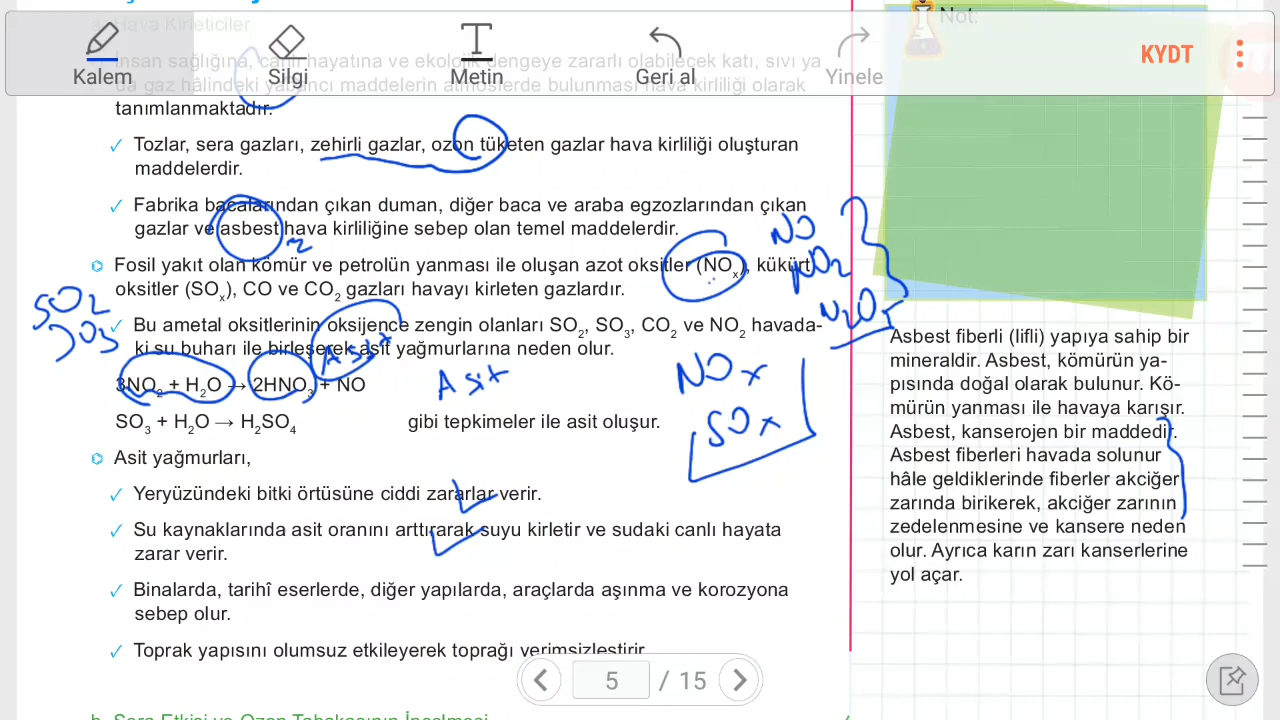 Hava Kirleticiler
Not:
Kalem
Silgi
Metin
Geri al
Yinele
KYDT
İnsan sağlığına, canlı hayatına ve ekolojik dengeye zararlı olabilecek katı, sıvı ya
da gaz hâlindeki yabancı maddelerin atmosferde bulunması hava kirliliği olarak
tanımlanmaktadır.
✓ Tozlar, sera gazları, zehirli gazlar, ozon tüketen gazlar hava kirliliği oluşturan
maddelerdir.
✓ Fabrika bacalarından çıkan duman, diğer baca ve araba egzozlarından çıkan
gazlar ve asbest hava kirliliğine sebep olan temel maddelerdir.
2
NO
NO2
N2O5
Fosil yakıt olan kömür ve petrolün yanması ile oluşan azot oksitler (NOx), kükürt
oksitler (SOx), CO ve CO2 gazları havayı kirleten gazlardır.
SO2
SO3
✓ Bu ametal oksitlerinin oksijence zengin olanları SO2, SO3, CO2 ve NO2 havada-
ki su buharı ile birleşerek asit yağmurlarına neden olur.
Asit
3NO2 + H2O → 2HNO3 + NO
Asit
NOx
SOx
SO3 + H2O → H2SO4 gibi tepkimeler ile asit oluşur.
Asit yağmurları,
✓ Yeryüzündeki bitki örtüsüne ciddi zararlar verir.
✓ Su kaynaklarında asit oranını arttırarak suyu kirletir ve sudaki canlı hayata
zarar verir.
✓ Binalarda, tarihî eserlerde, diğer yapılarda, araçlarda aşınma ve korozyona
sebep olur.
✓ Toprak yapısını olumsuz etkileyerek toprağı verimsizleştirir.
Asbest fiberli (lifli) yapıya sahip bir
mineraldir. Asbest, kömürün ya-
pısında doğal olarak bulunur. Kö-
mürün yanması ile havaya karışır.
Asbest, kanserojen bir maddedir.
Asbest fiberleri havada solunur
hâle geldiklerinde fiberler akciğer
zarında birikerek, akciğer zarının
zedelenmesine ve kansere neden
olur. Ayrıca karın zarı kanserlerine
yol açar.
5 / 15
b. Sera Etkisi ve Ozon Tabakasının İncelmesi